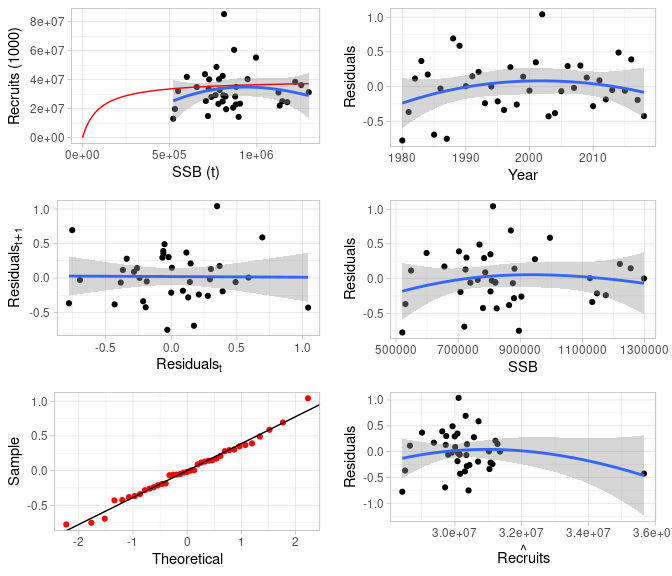 8e+07
6e+07
4e+07
2e+07
0e+00
Recruits (1000)
0e+00
5e+05
1e+06
SSB (t)
1.0
0.5
0.0
-0.5
Residuals
1980
1990
2000
2010
Year
1.0
0.5
0.0
-0.5
Residualst+1
-0.5
0.0
0.5
1.0
Residualst
1.0
0.5
0.0
-0.5
Residuals
500000
700000
900000
1100000
1300000
SSB
1.0
0.5
0.0
-0.5
Sample
-2
-1
0
1
2
Theoretical
1.0
0.5
0.0
-0.5
-1.0
Residuals
3.0e+07
3.2e+07
3.4e+07
3.6e+0
^
Recruits